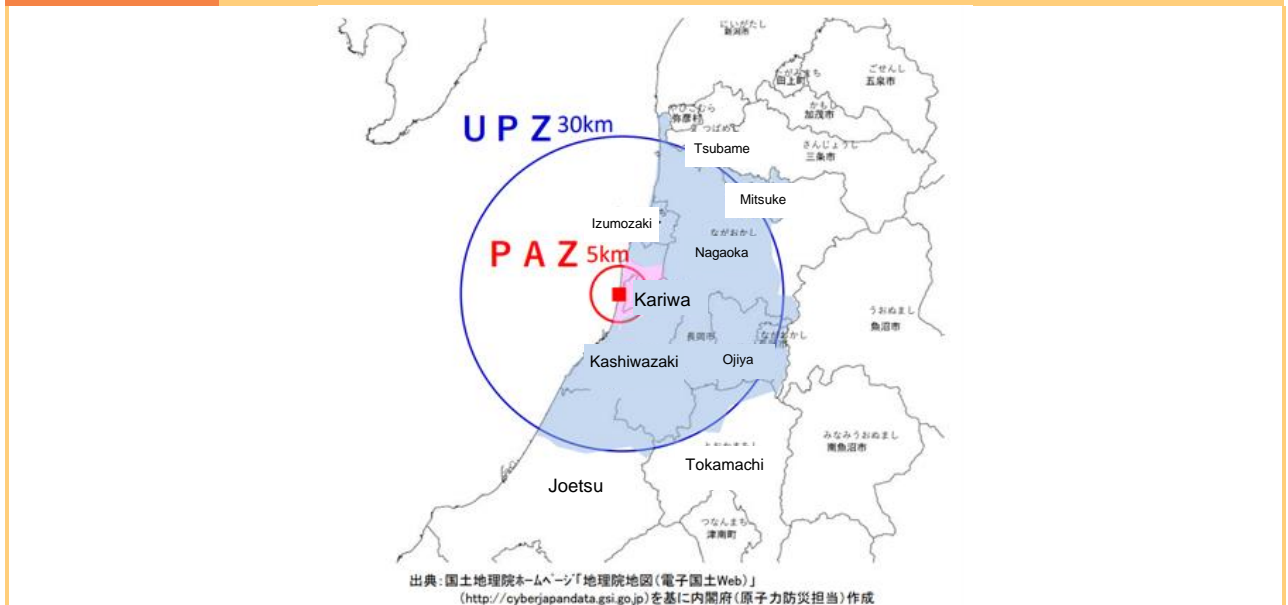 にいがたし
新潟市
ごせんし
五泉市
たがみまち
田上町
かもし
加茂市
やひこむら
弥彦村
つばめし
さんじょうし
三条市
UPZ 30km
Tsubame
Mitsuke
Izumozaki
ながおかし
Nagaoka
PAZ 5km
Kariwa
うおぬまし
魚沼市
長岡市
ながおかし
Kashiwazaki
Ojiya
みなみうおぬまし
南魚沼市
Tokamachi
Joetsu
つなんまち
津南町
出典:国土地理院ホームページ「地理院地図(電子国土Web)」
(http://cyberjapandata.gsi.go.jp)を基に内閣府(原子力防災担当)作成